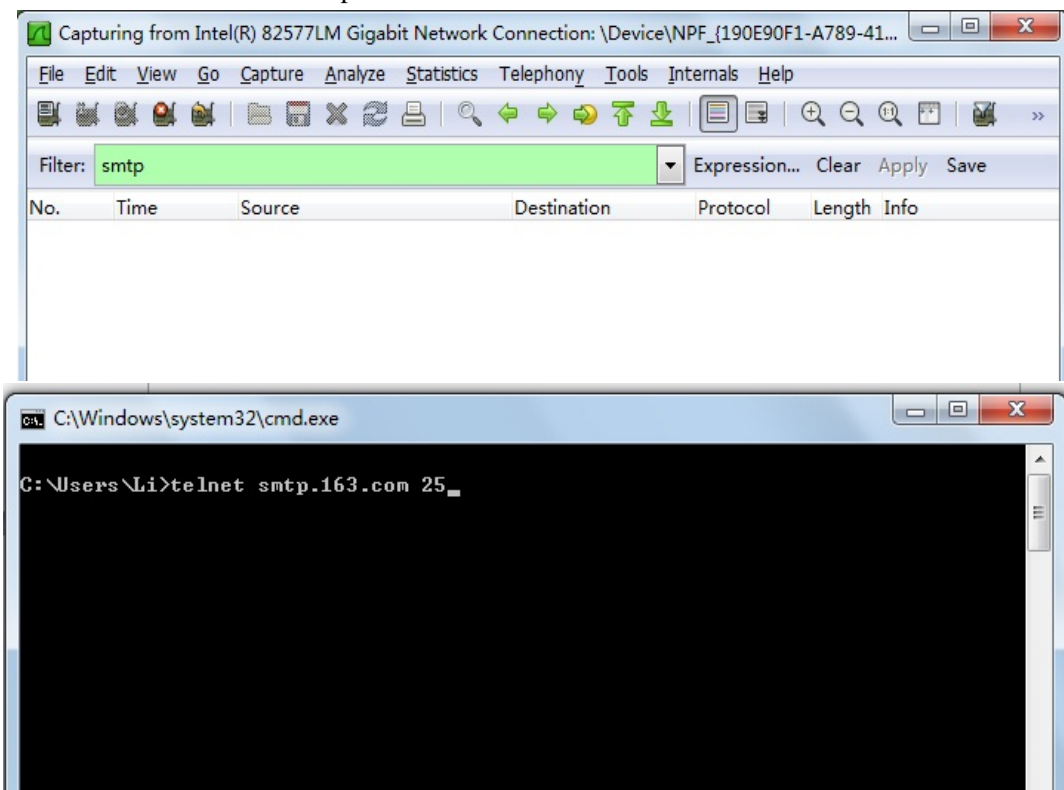 Capturing from Intel(R) 82577LM Gigabit Network Connection: \Device\NPF_{190E90F1-A789-41...
File Edit View Go Capture Analyze Statistics Telephony Tools Internals Help
Filter: smtp Expression... Clear Apply Save
No. Time Source Destination Protocol Length Info
C:\Windows\system32\cmd.exe
C:\Users\Li>telnet smtp.163.com 25_